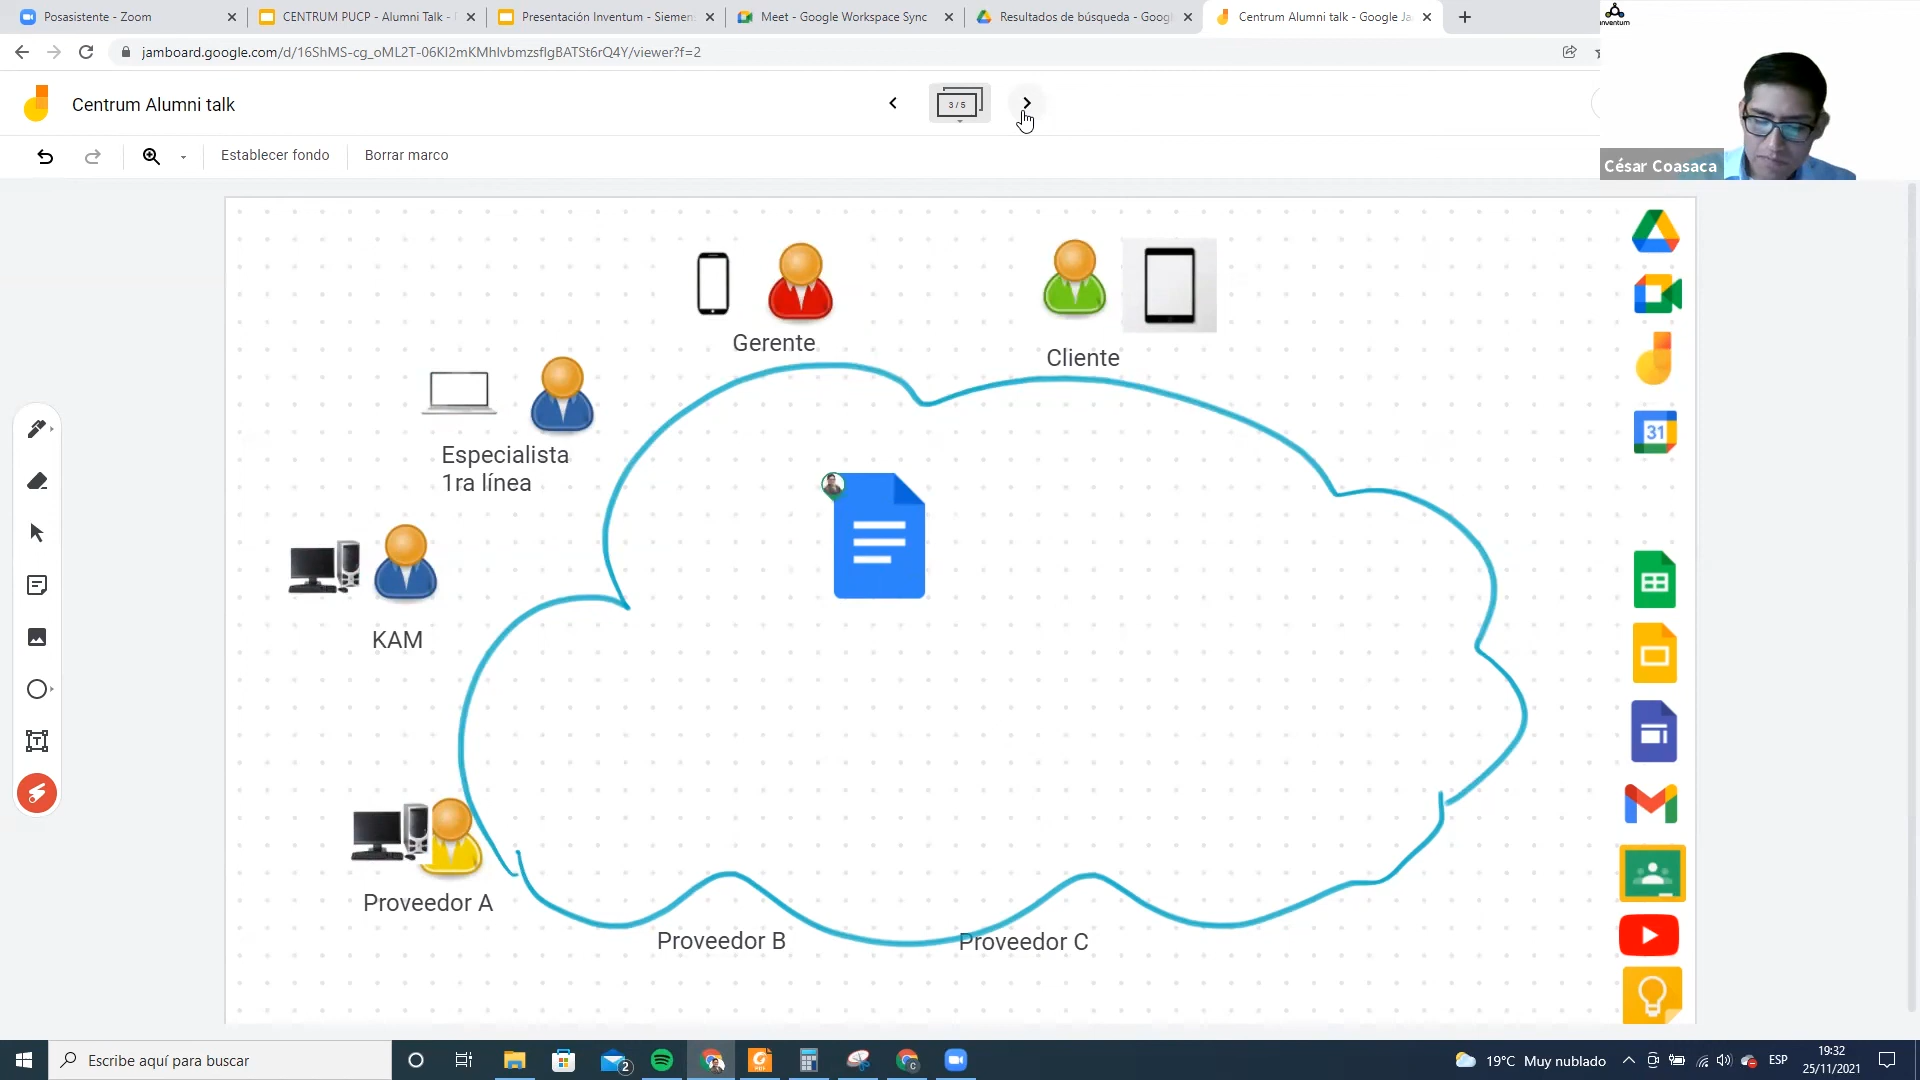 Posasistente - Zoom
CENTRUM PUCP - Alumni Talk -
Presentación Inventum - Siemen
Meet - Google Workspace Sync
Resultados de búsqueda - Goog
Centrum Alumni talk - Google Ja
inventum
jamboard.google.com/d/16ShMS-cg_oML2T-06KI2mKMhlvbmzsflgBATSt6rQ4Y/viewer?f=2
Centrum Alumni talk
3 / 5
Establecer fondo
Borrar marco
César Coasaca
Gerente
Cliente
Especialista
1ra línea
31
KAM
Proveedor A
Proveedor B
Proveedor C
Escribe aquí para buscar
2
19°C Muy nublado
ESP
19:32
25/11/2021